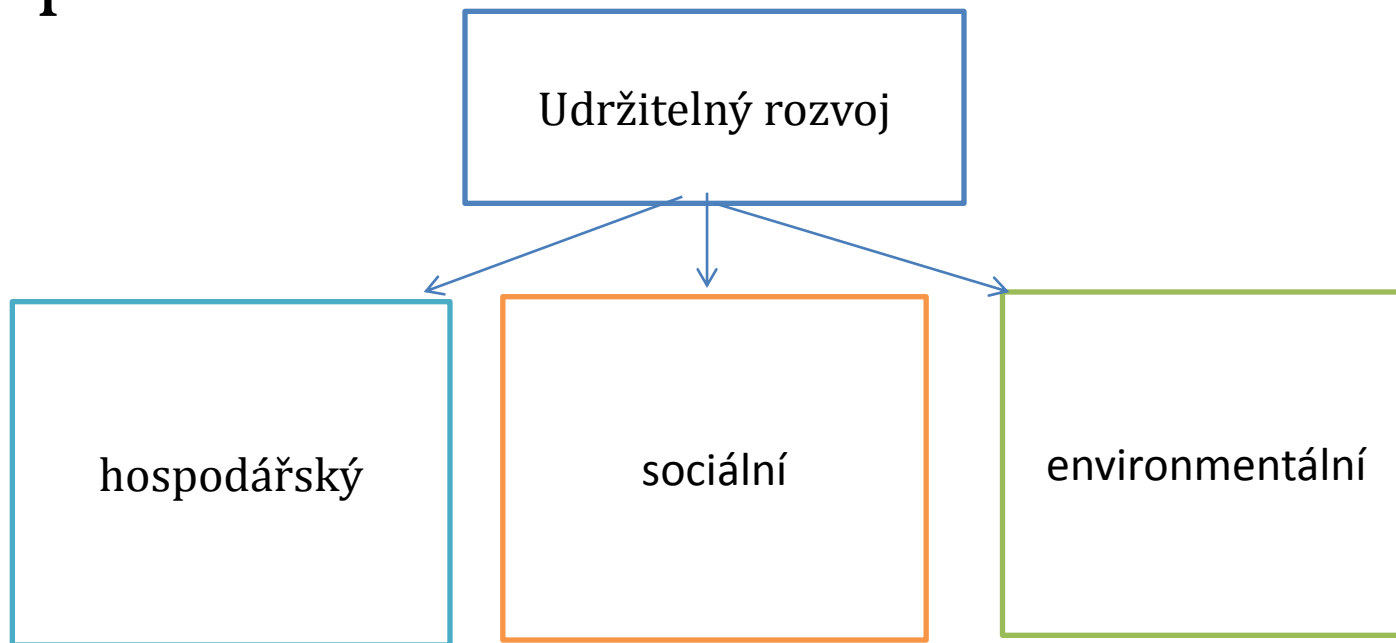 Udržitelný rozvoj
hospodářský
sociální
environmentální